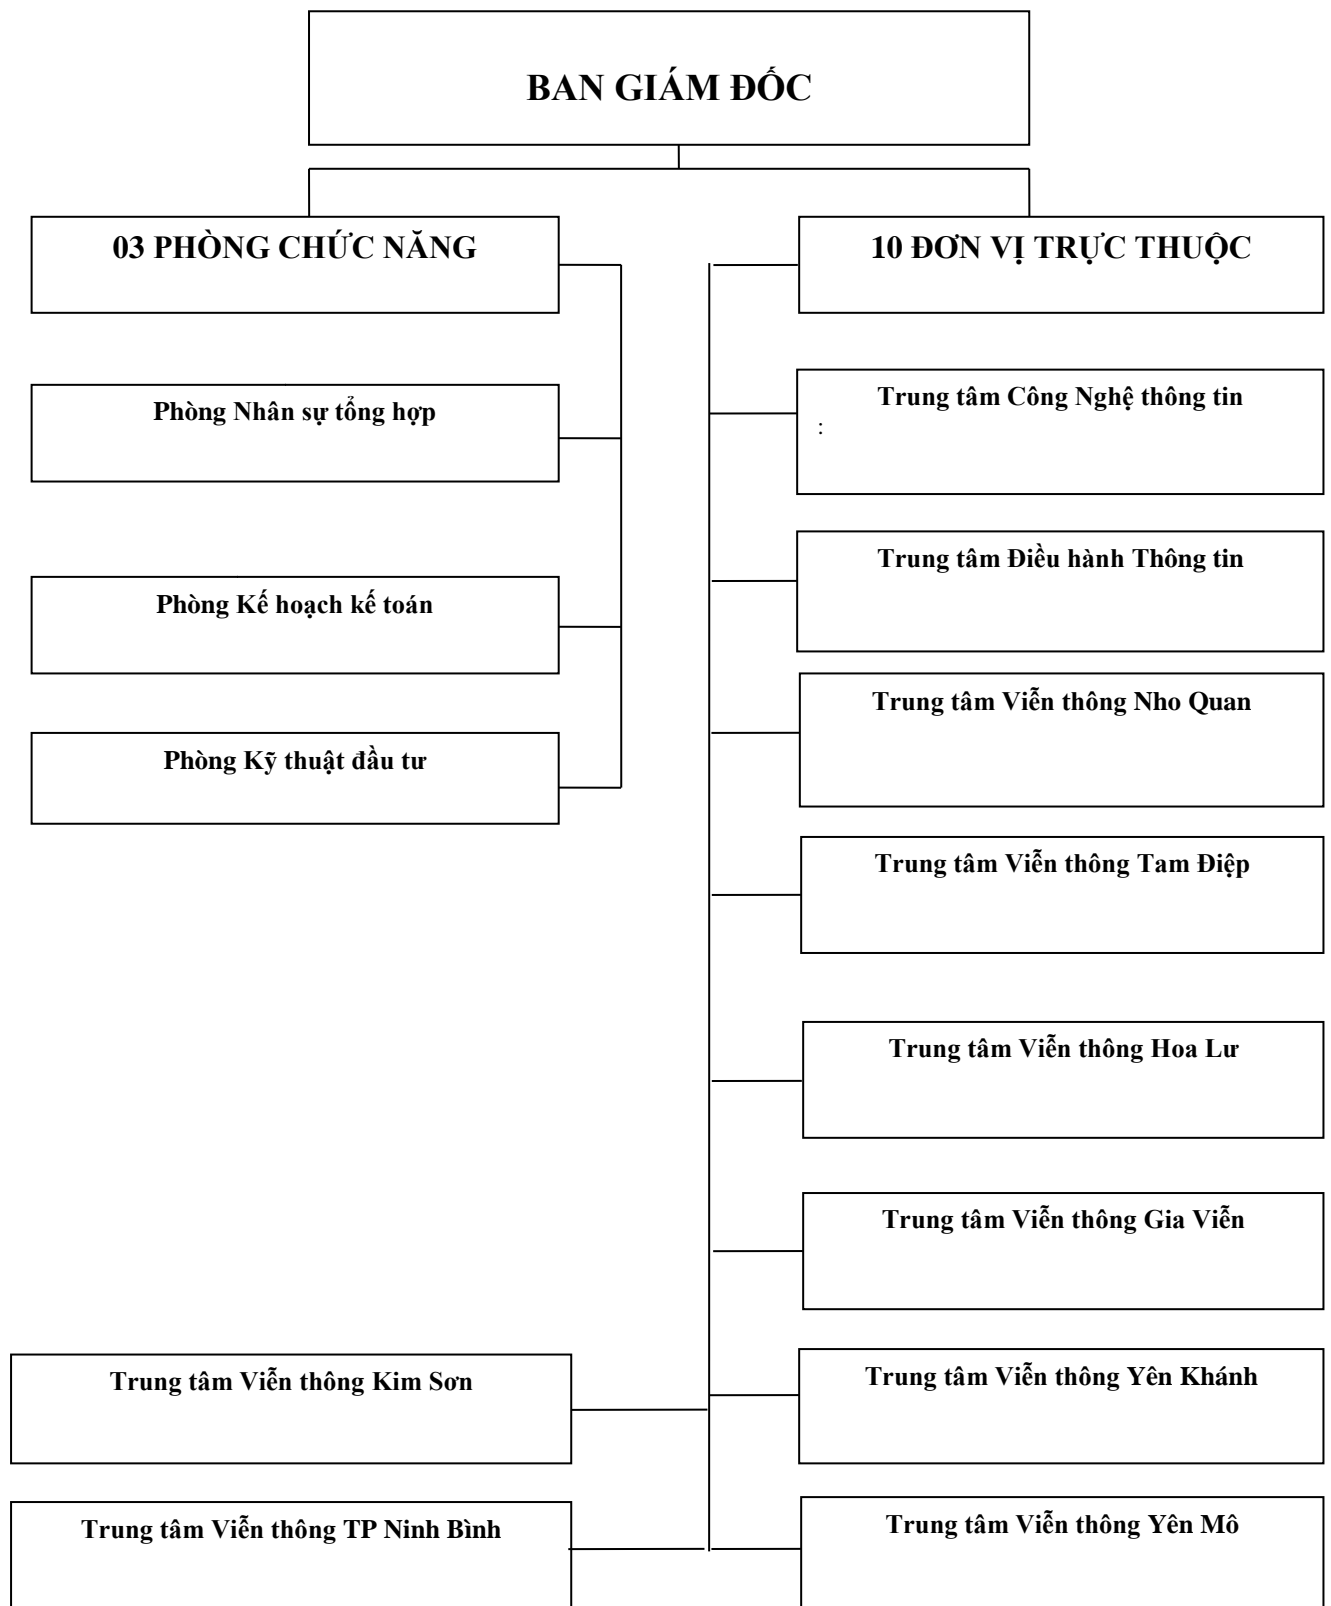 BAN GIÁM ĐỐC
03 PHÒNG CHỨC NĂNG
10 ĐƠN VỊ TRỰC THUỘC
Phòng Nhân sự tổng hợp
Trung tâm Công Nghệ thông tin
:
Trung tâm Điều hành Thông tin
Phòng Kế hoạch kế toán
Trung tâm Viễn thông Nho Quan
Phòng Kỹ thuật đầu tư
Trung tâm Viễn thông Tam Điệp
Trung tâm Viễn thông Hoa Lư
Trung tâm Viễn thông Gia Viễn
Trung tâm Viễn thông Kim Sơn
Trung tâm Viễn thông Yên Khánh
Trung tâm Viễn thông TP Ninh Bình
Trung tâm Viễn thông Yên Mô